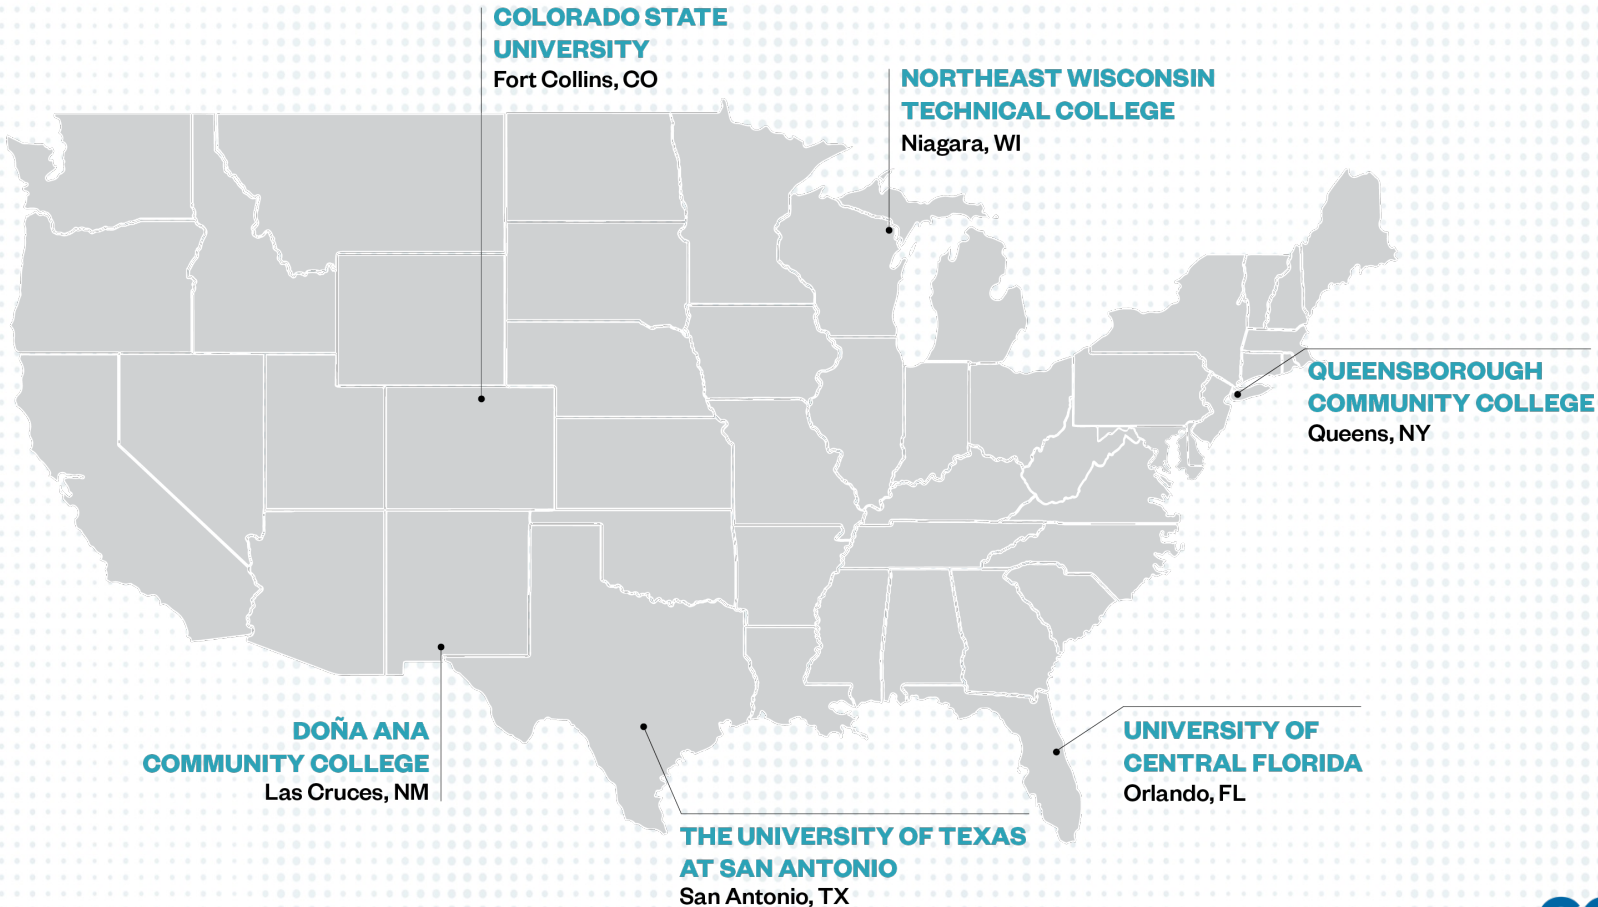 COLORADO STATE
UNIVERSITY
Fort Collins, CO
NORTHEAST WISCONSIN
TECHNICAL COLLEGE
Niagara, WI
QUEENSBOROUGH
COMMUNITY COLLEGE
Queens, NY
DOÑA ANA
COMMUNITY COLLEGE
Las Cruces, NM
UNIVERSITY OF
CENTRAL FLORIDA
Orlando, FL
THE UNIVERSITY OF TEXAS
AT SAN ANTONIO
San Antonio, TX